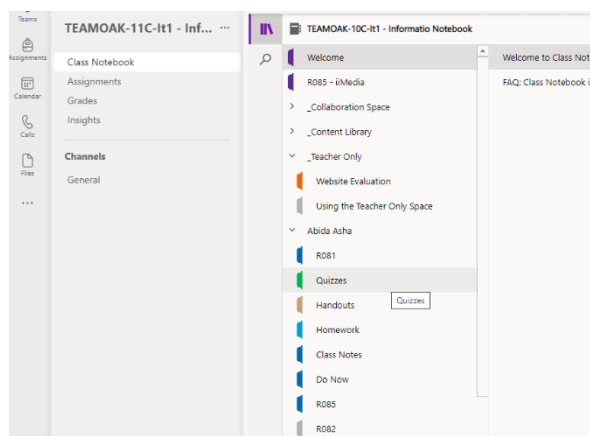 Teams
Assignments
Calendar
Calls
Files
TEAMOAK-11C-It1 - Inf...
Class Notebook
Assignments
Grades
Insights
Channels
General
TEAMOAK-10C-It1 - Informatio Notebook
Welcome
R085 - iiMedia
_Collaboration Space
_Content Library
_Teacher Only
Website Evaluation
Using the Teacher Only Space
Abida Asha
R081
Quizzes
Quizzes
Handouts
Homework
Class Notes
Do Now
R085
R082
Welcome to Class Not
FAQ: Class Notebook i